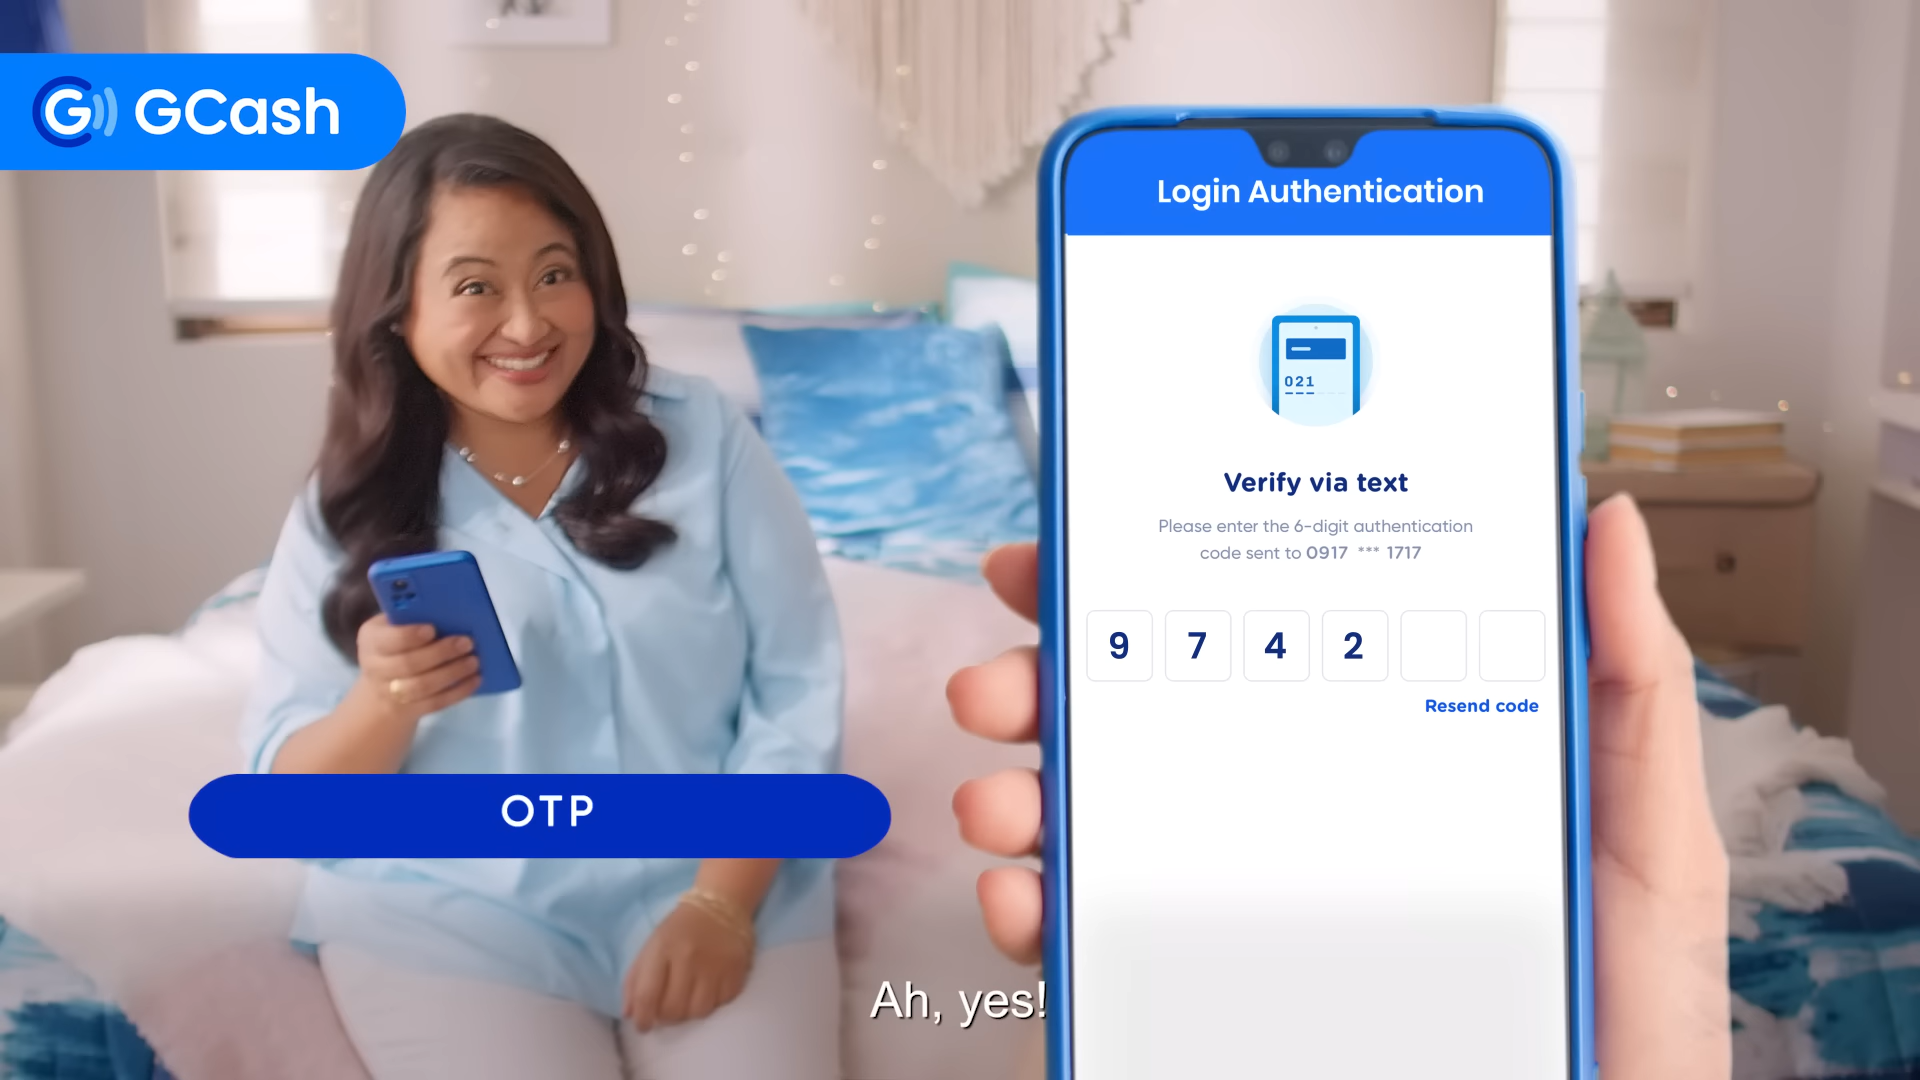 GCash
Login Authentication
021
Verify via text
Please enter the 6-digit authentication
code sent to 0917 *** 1717
9 7 4 2
Resend code
OTP
Ah, yes!